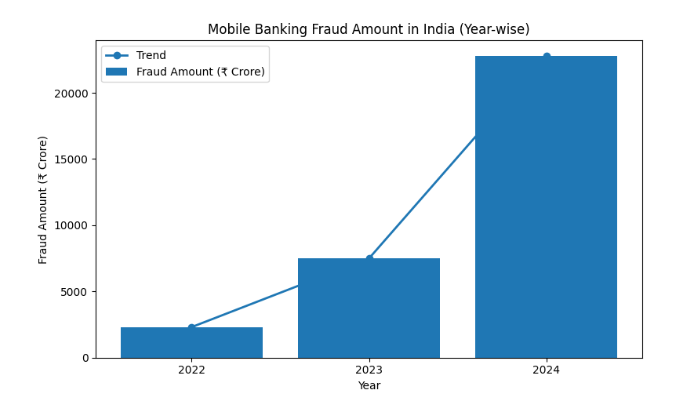 Mobile Banking Fraud Amount in India (Year-wise)
Trend
Fraud Amount (₹ Crore)
Fraud Amount (₹ Crore)
20000
15000
10000
5000
0
2022 2023 2024
Year